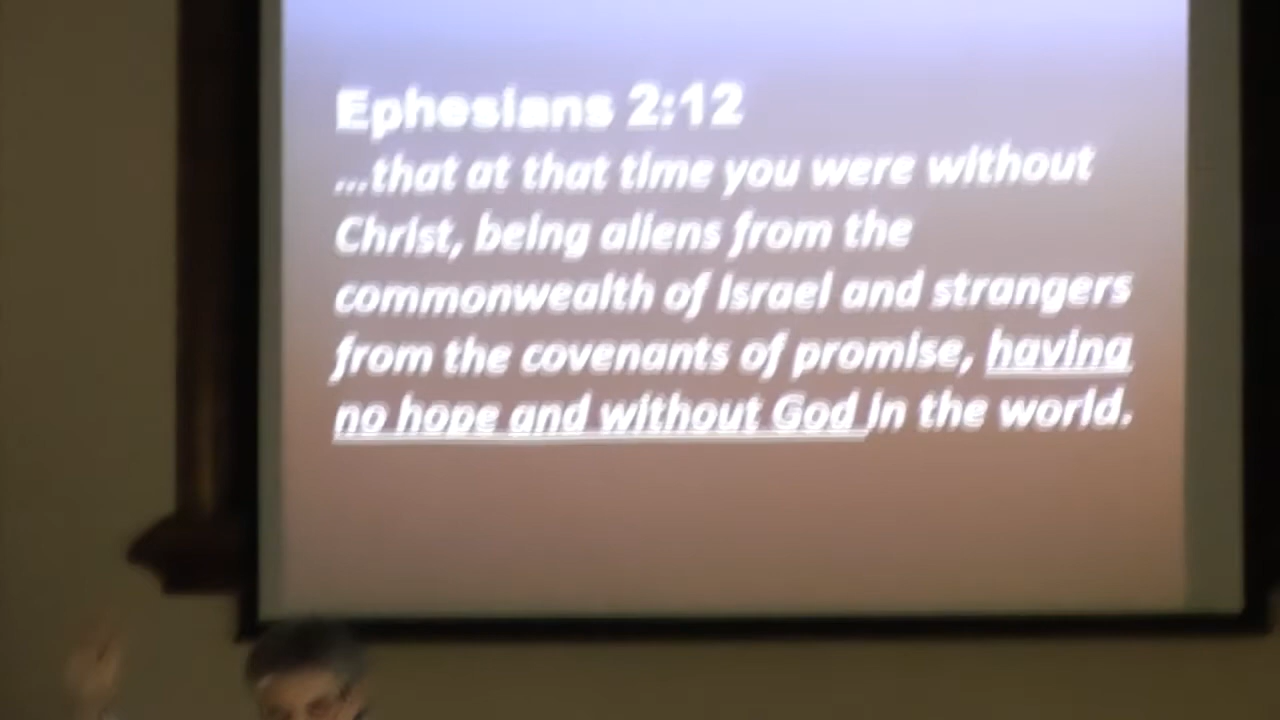 Ephesians 2:12
...that at that time you were without
Christ, being aliens from the
commonwealth of Israel and strangers
from the covenants of promise, having
no hope and without God in the world.